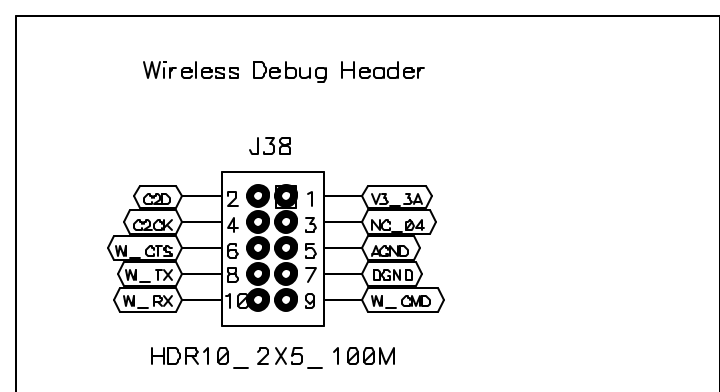 Wireless Debug Header
J38
C2D 2 1 V3_3A
C2CK 4 3 NC_04
W_CTS 6 5 AGND
W_TX 8 7 DGND
W_RX 10 9 W_CMD
HDR10_2X5_100M